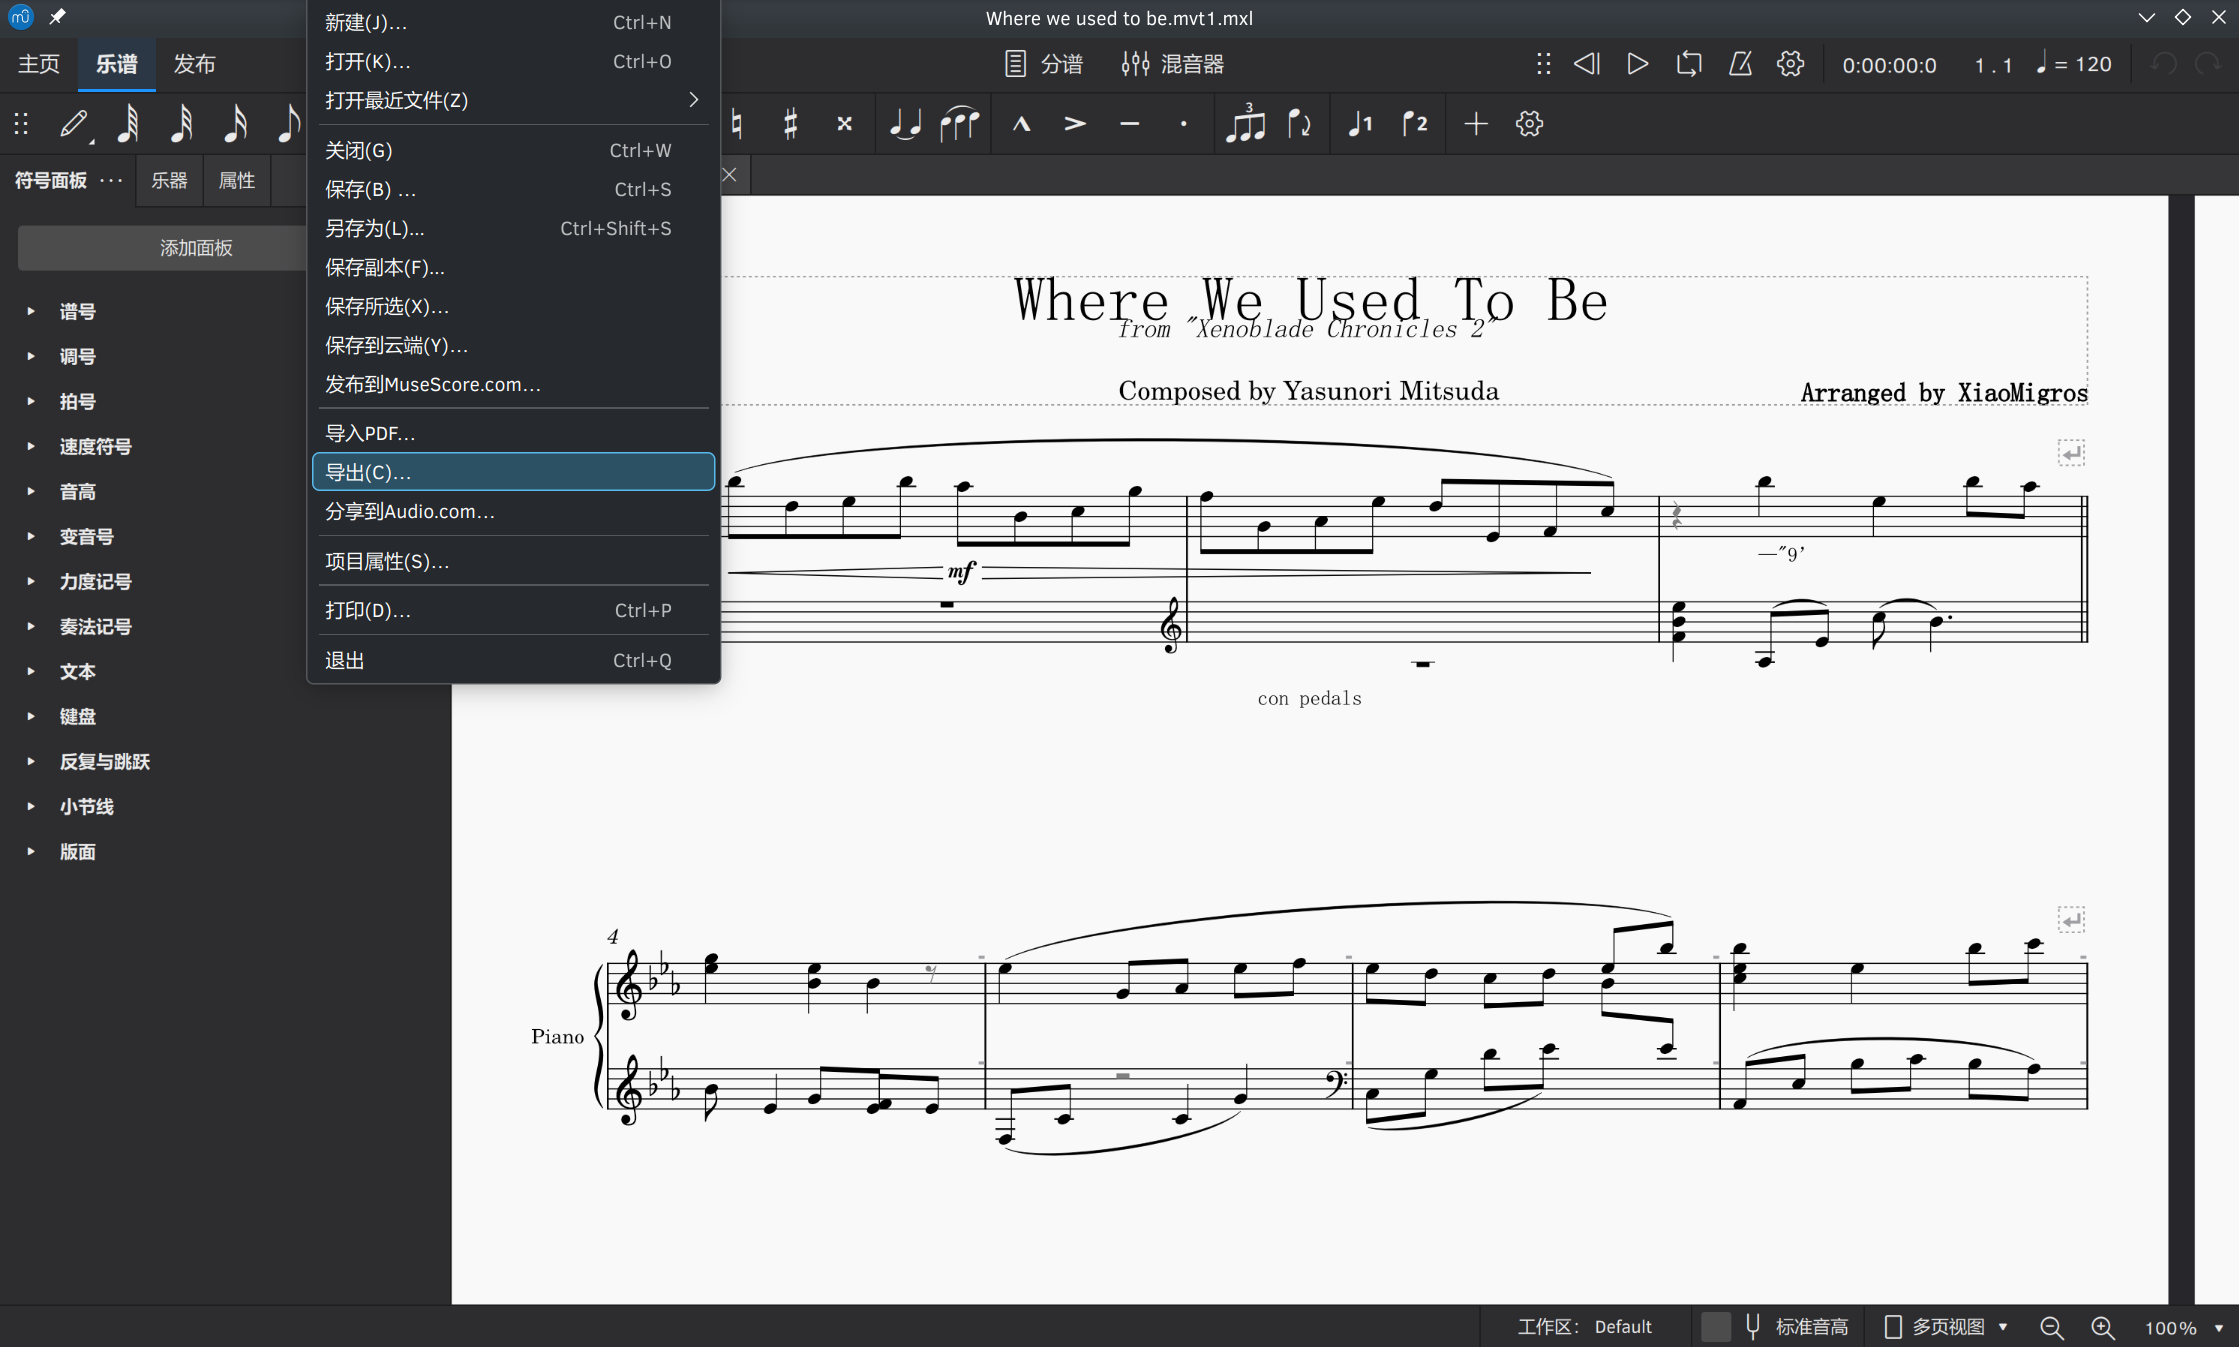 Where we used to be.mvt1.mxl
主页
乐谱
发布
分谱
混音器
0:00:00:0
1 . 1
= 120
3
1
2
符号面板 ···
乐器
属性
添加面板
谱号
调号
拍号
速度符号
音高
变音号
力度记号
奏法记号
文本
键盘
反复与跳跃
小节线
版面
新建(J)... Ctrl+N
打开(K)... Ctrl+O
打开最近文件(Z)
关闭(G) Ctrl+W
保存(B) ... Ctrl+S
另存为(L)... Ctrl+Shift+S
保存副本(F)...
保存所选(X)...
保存到云端(Y)...
发布到MuseScore.com...
导入PDF...
导出(C)...
分享到Audio.com...
项目属性(S)...
打印(D)... Ctrl+P
退出 Ctrl+Q
Where We Used To Be
from "Xenoblade Chronicles 2"
Composed by Yasunori Mitsuda
Arranged by XiaoMigros
mf
—"9'
con pedals
4
Piano
工作区: Default
标准音高
多页视图
100%